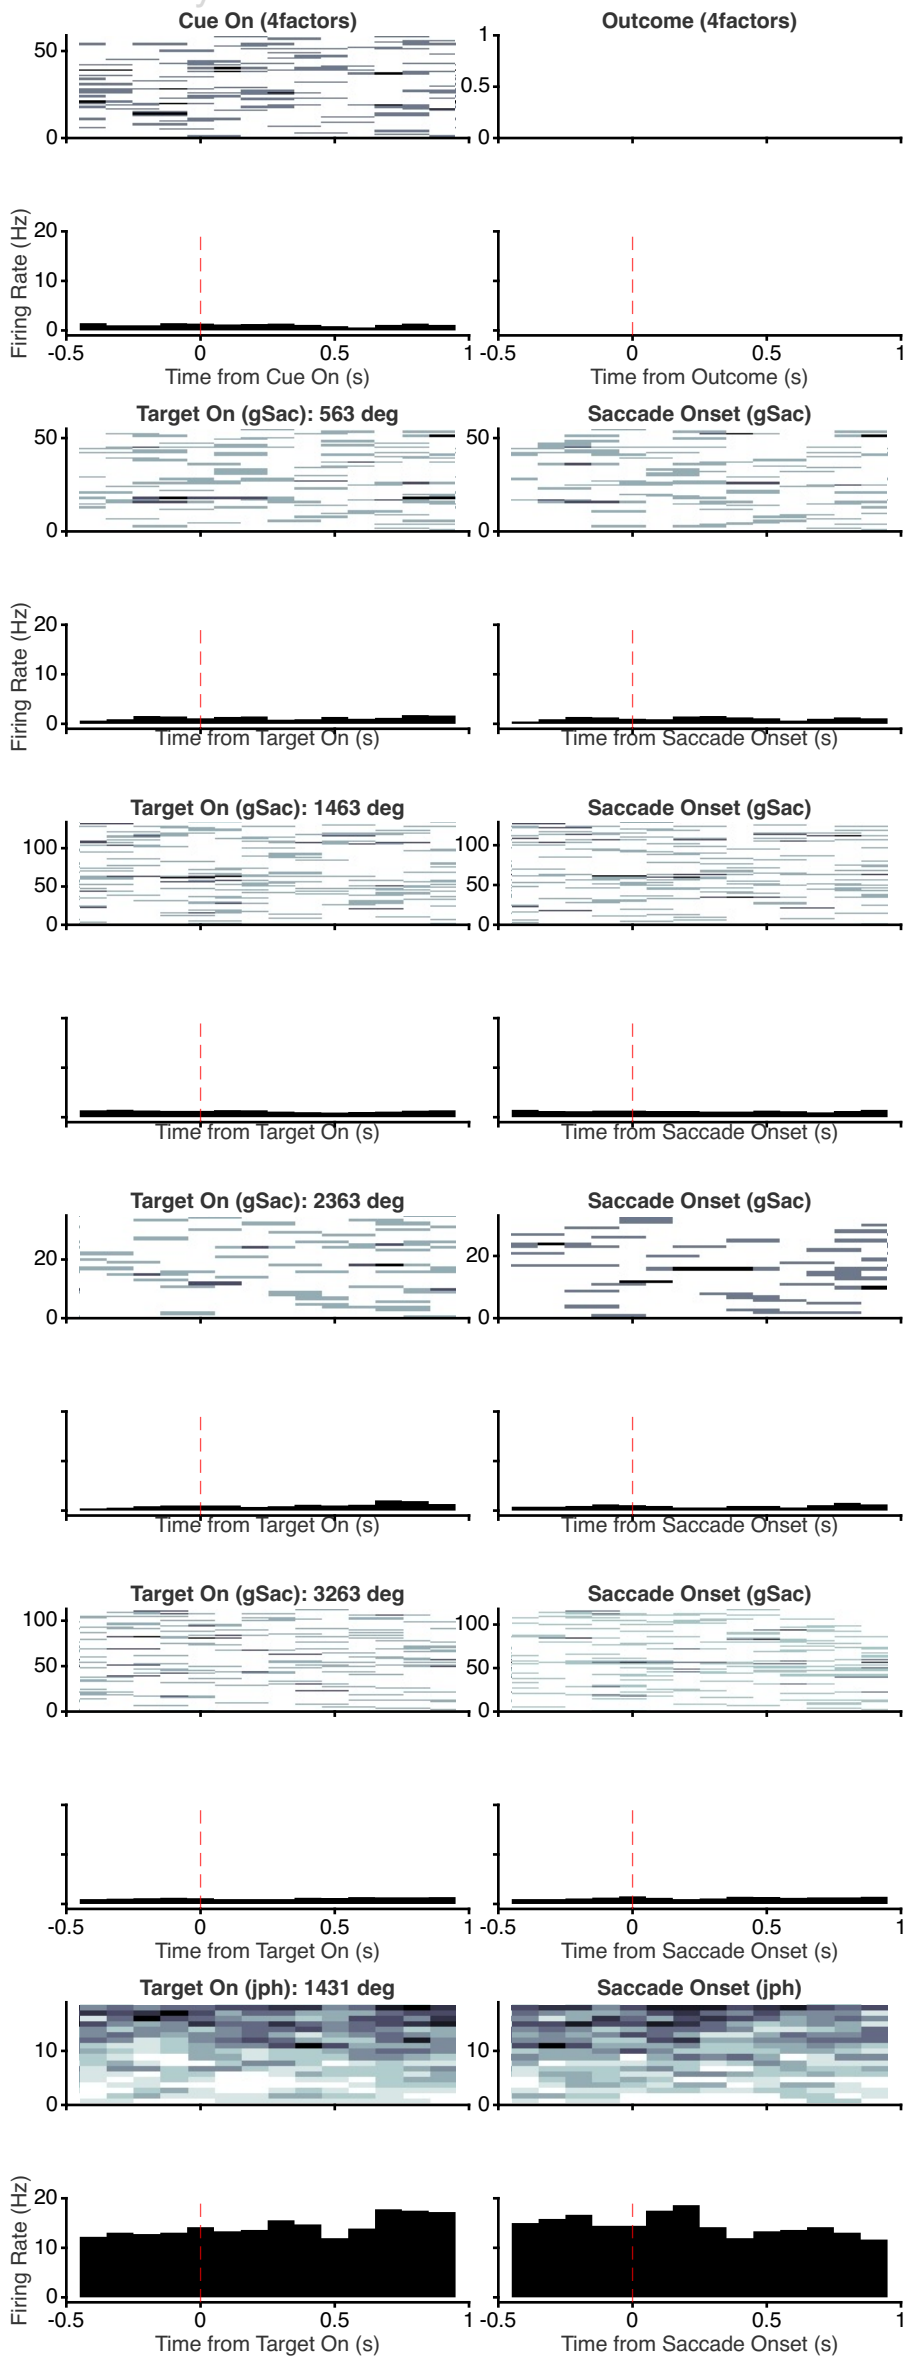 Cue On (4factors) Outcome (4factors)
50
0
1
0.5
0
Firing Rate (Hz)
20
10
0
-0.5 0 0.5 1 -0.5 0 0.5 1
Time from Cue On (s) Time from Outcome (s)
Target On (gSac): 563 deg Saccade Onset (gSac)
50
0
50
0
Firing Rate (Hz)
20
10
0
Time from Target On (s) Time from Saccade Onset (s)
Target On (gSac): 1463 deg Saccade Onset (gSac)
100
50
0
100
50
0
Time from Target On (s) Time from Saccade Onset (s)
Target On (gSac): 2363 deg Saccade Onset (gSac)
20
0
20
0
Time from Target On (s) Time from Saccade Onset (s)
Target On (gSac): 3263 deg Saccade Onset (gSac)
100
50
0
100
50
0
-0.5 0 0.5 1 -0.5 0 0.5 1
Time from Target On (s) Time from Saccade Onset (s)
Target On (jph): 1431 deg Saccade Onset (jph)
10
0
10
0
Firing Rate (Hz)
20
10
0
-0.5 0 0.5 1 -0.5 0 0.5 1
Time from Target On (s) Time from Saccade Onset (s)